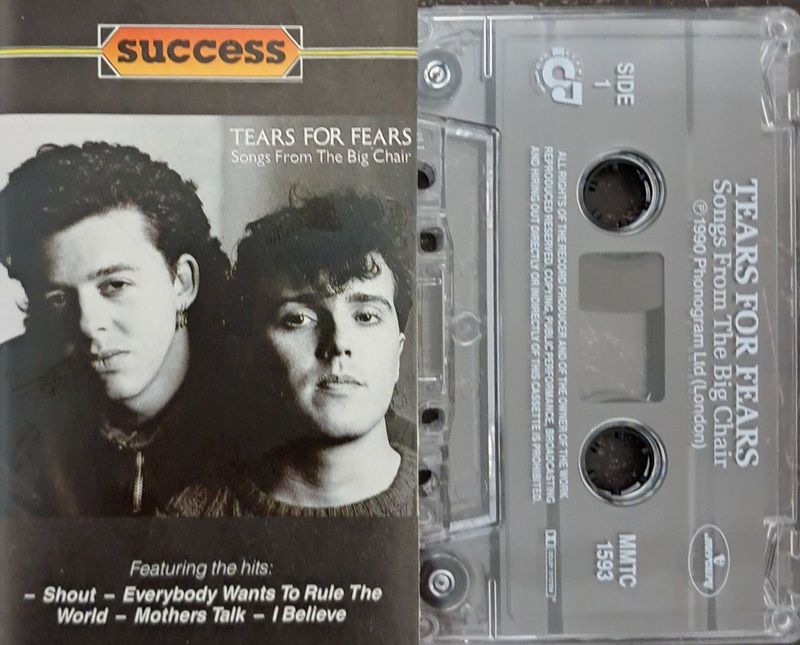 success
TEARS FOR FEARS
Songs From The Big Chair
Featuring the hits:
– Shout – Everybody Wants To Rule The
World – Mothers Talk – I Believe
SIDE
1
TEARS FOR FEARS
Songs From The Big Chair
℗ 1990 Phonogram Ltd (London)
ALL RIGHTS OF THE RECORD PRODUCER AND OF THE OWNER OF THE WORK
REPRODUCED RESERVED. COPYING, PUBLIC PERFORMANCE, BROADCASTING
AND HIRING OUT DIRECTLY OR INDIRECTLY OF THIS CASSETTE IS PROHIBITED.
MMTC
1593
mercury